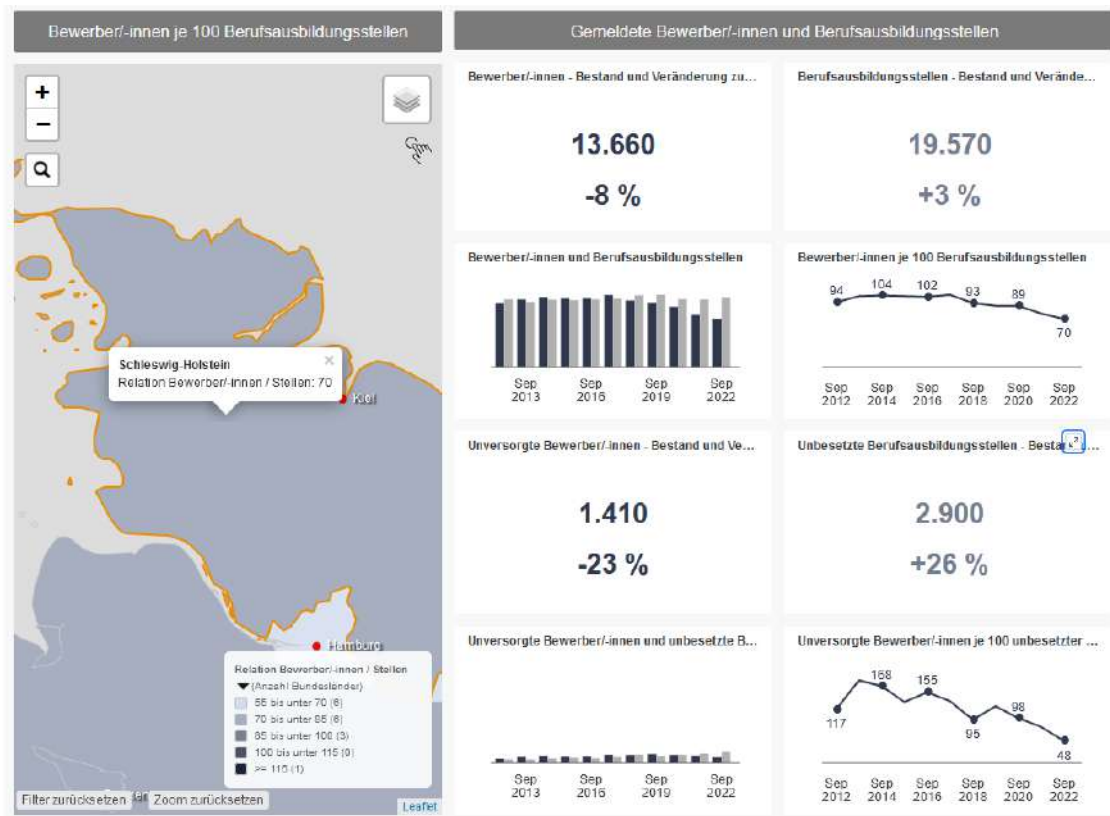 Bewerber/-innen je 100 Berufsausbildungsstellen
Gemeldete Bewerber/-innen und Berufsausbildungsstellen
+
−
Schleswig-Holstein
×
Relation Bewerber/-innen / Stellen: 70
Kiel
Hamburg
Relation Bewerber/-innen / Stellen
(Anzahl Bundesländer)
55 bis unter 70 (6)
70 bis unter 85 (6)
85 bis unter 100 (3)
100 bis unter 115 (0)
>= 115 (1)
Filter zurücksetzen
Zoom zurücksetzen
Leaflet
Bewerber/-innen - Bestand und Veränderung zu...
13.660
-8 %
Berufsausbildungsstellen - Bestand und Verände...
19.570
+3 %
Bewerber/-innen und Berufsausbildungsstellen
Sep 2013
Sep 2016
Sep 2019
Sep 2022
Bewerber/-innen je 100 Berufsausbildungsstellen
94 104 102 93 89 70
Sep 2012
Sep 2014
Sep 2016
Sep 2018
Sep 2020
Sep 2022
Unversorgte Bewerber/-innen - Bestand und Ve...
1.410
-23 %
Unbesetzte Berufsausbildungsstellen -
2.900
+26 %
Unversorgte Bewerber/-innen und unbesetzte B...
Sep 2013
Sep 2016
Sep 2019
Sep 2022
Unversorgte Bewerber/-innen je 100 unbesetzter ...
117 168 155 95 98 48
Sep 2012
Sep 2014
Sep 2016
Sep 2018
Sep 2020
Sep 2022